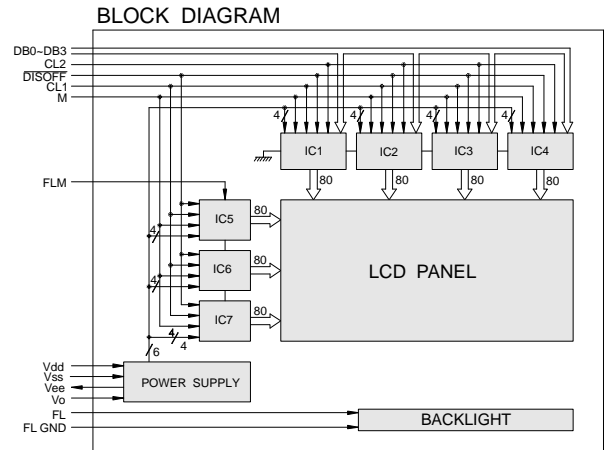 BLOCK DIAGRAM
DB0~DB3
CL2
DISOFF
CL1
M
4 4 4 4
IC1 IC2 IC3 IC4
80 80 80 80
FLM
IC5 80
4
IC6 80
4
IC7 80
4
4
6
LCD PANEL
Vdd
Vss
Vee
Vo
POWER SUPPLY
FL
FL GND
BACKLIGHT